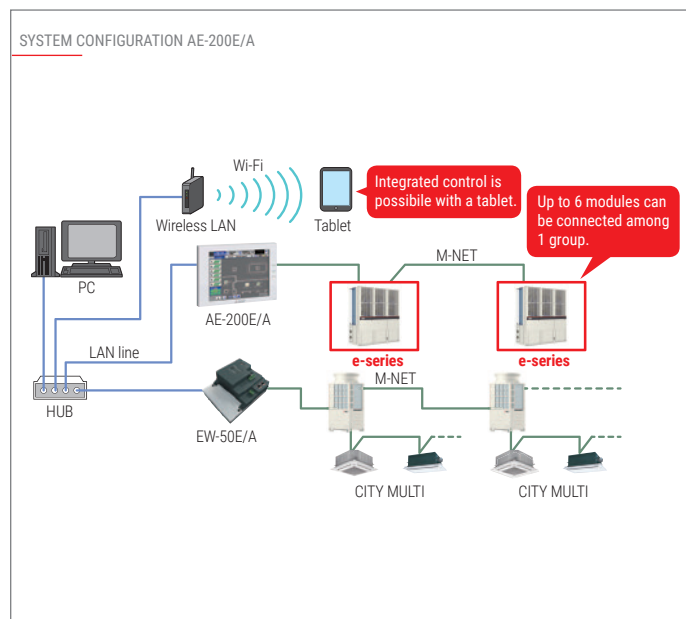 SYSTEM CONFIGURATION AE-200E/A
Wi-Fi
Wireless LAN
Tablet
Integrated control is
possibile with a tablet.
Up to 6 modules can
be connected among
1 group.
PC
AE-200E/A
M-NET
LAN line
e-series
e-series
HUB
EW-50E/A
M-NET
CITY MULTI
CITY MULTI